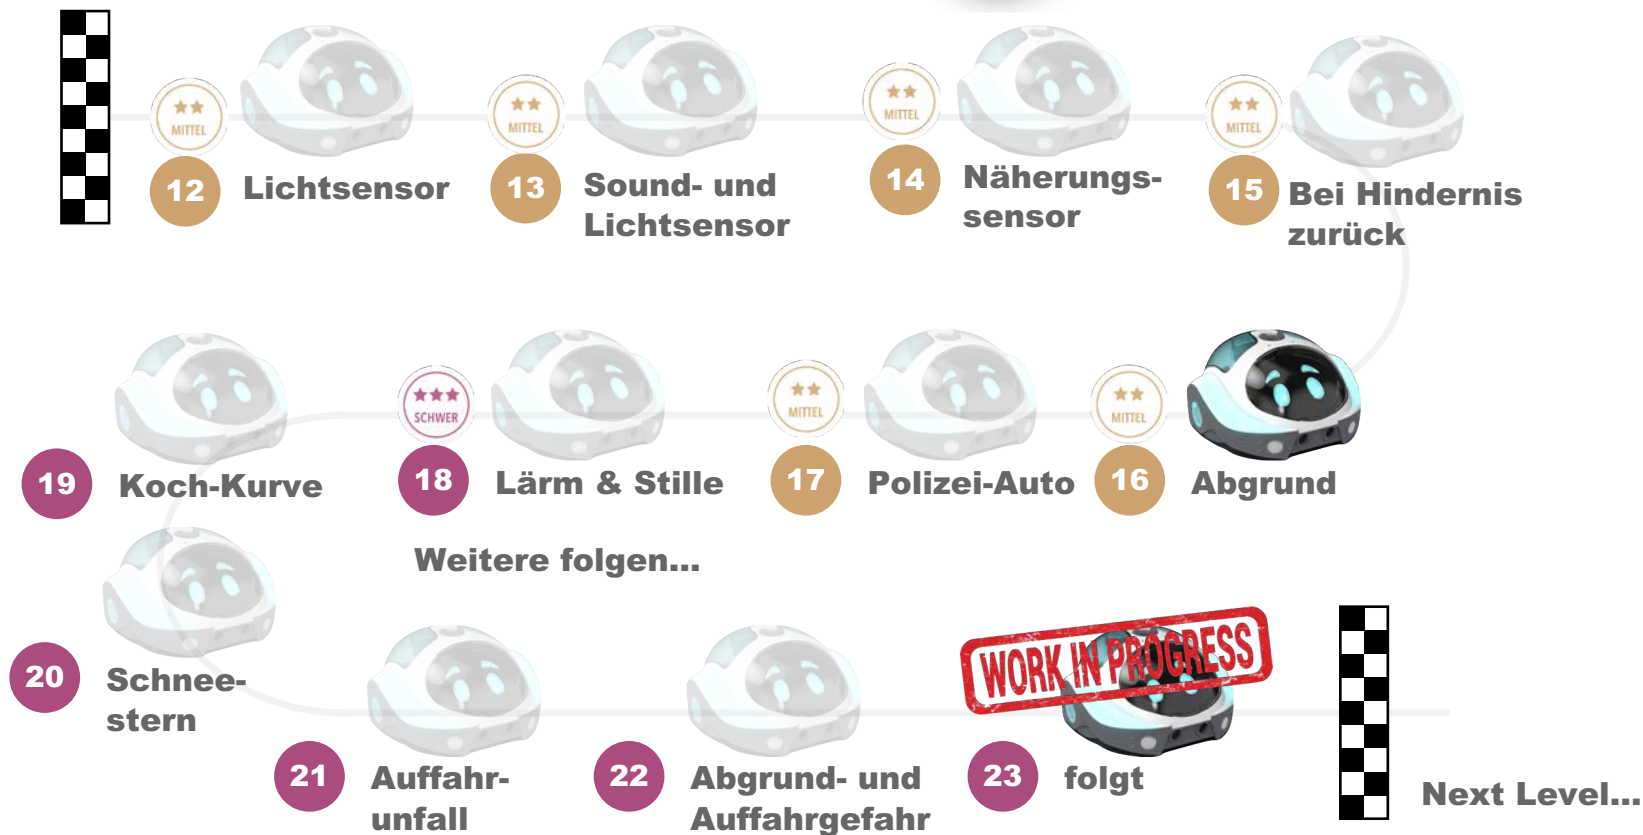 MITTEL
12
Lichtsensor
MITTEL
13
Sound- und
Lichtsensor
MITTEL
14
Näherungs-
sensor
MITTEL
15
Bei Hindernis
zurück
19
Koch-Kurve
SCHWER
18
Lärm & Stille
MITTEL
17
Polizei-Auto
MITTEL
16
Abgrund
Weitere folgen...
20
Schnee-
stern
21
Auffahr-
unfall
22
Abgrund- und
Auffahrgefahr
WORK IN PROGRESS
23
folgt
Next Level...